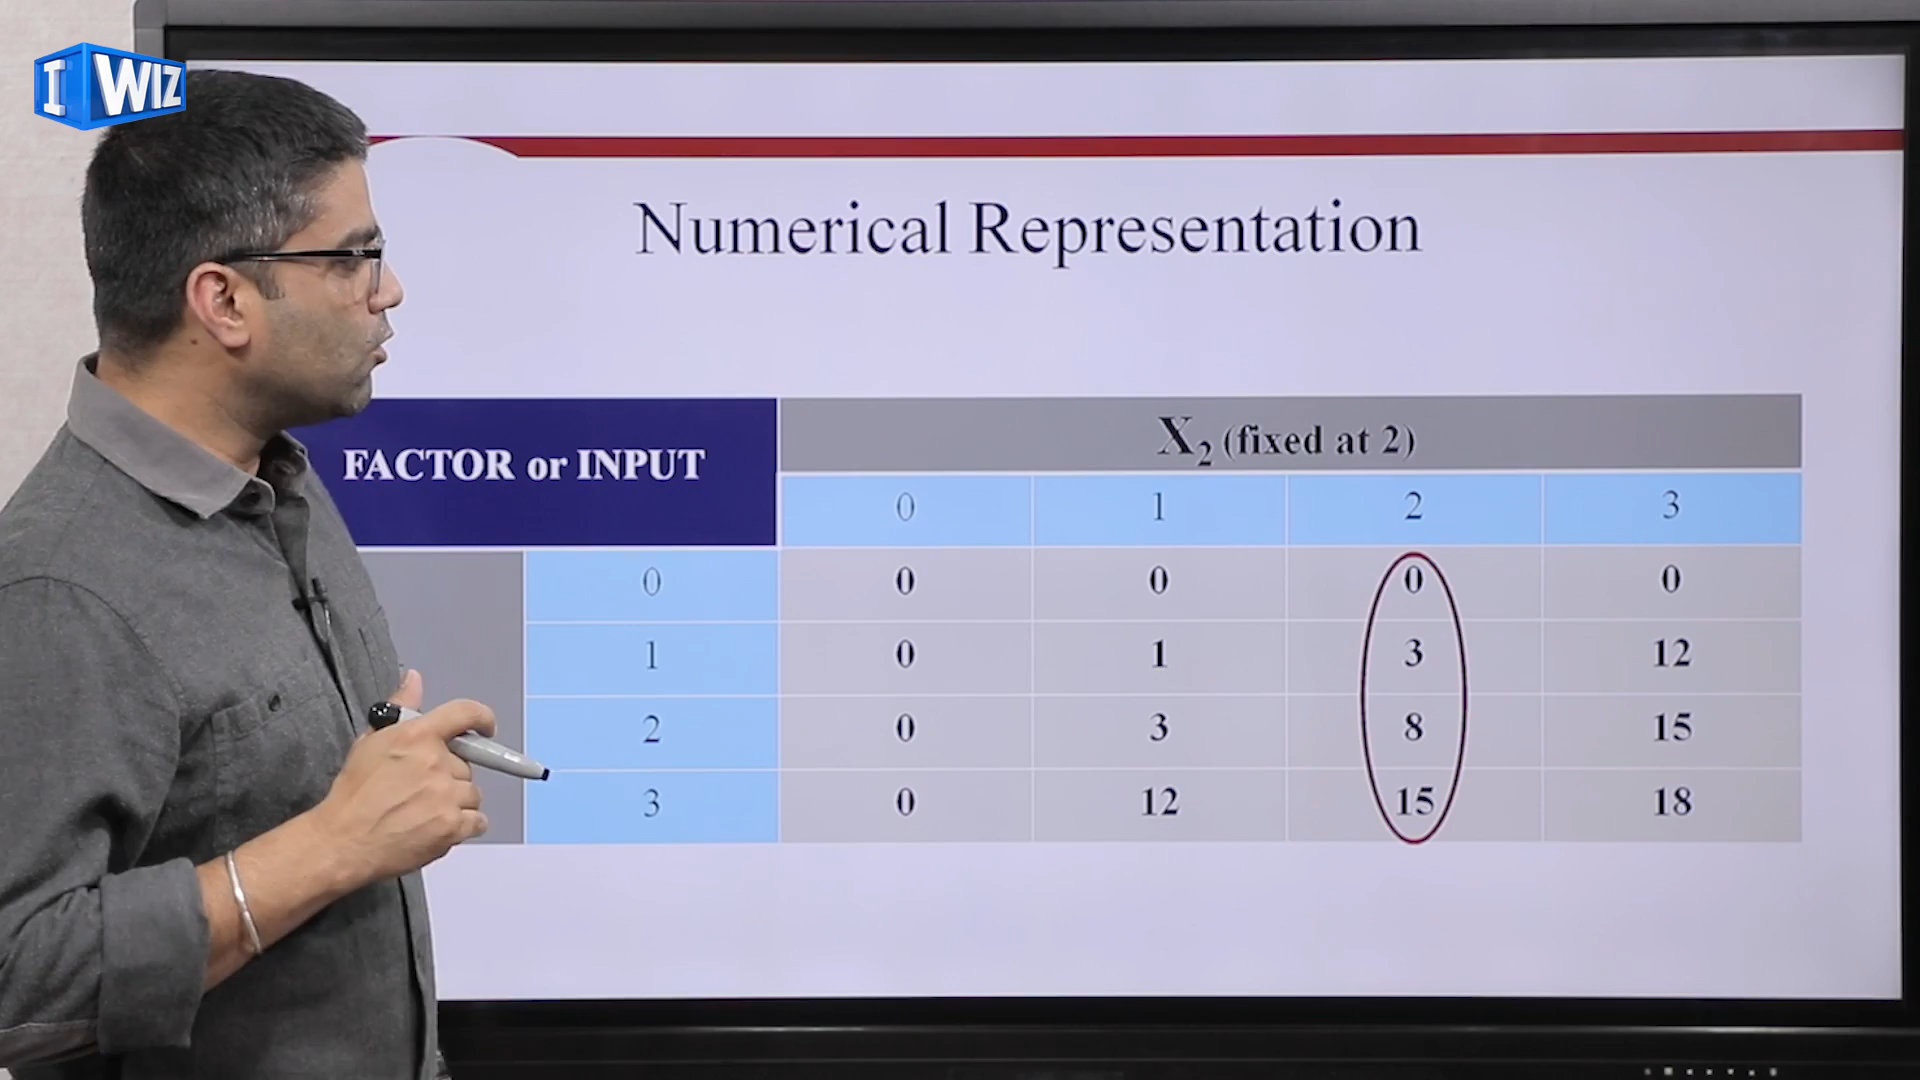 I WIZ
Numerical Representation
FACTOR or INPUT
X₂ (fixed at 2)
0 1 2 3
0 0 0 0 0
1 0 1 3 12
2 0 3 8 15
3 0 12 15 18